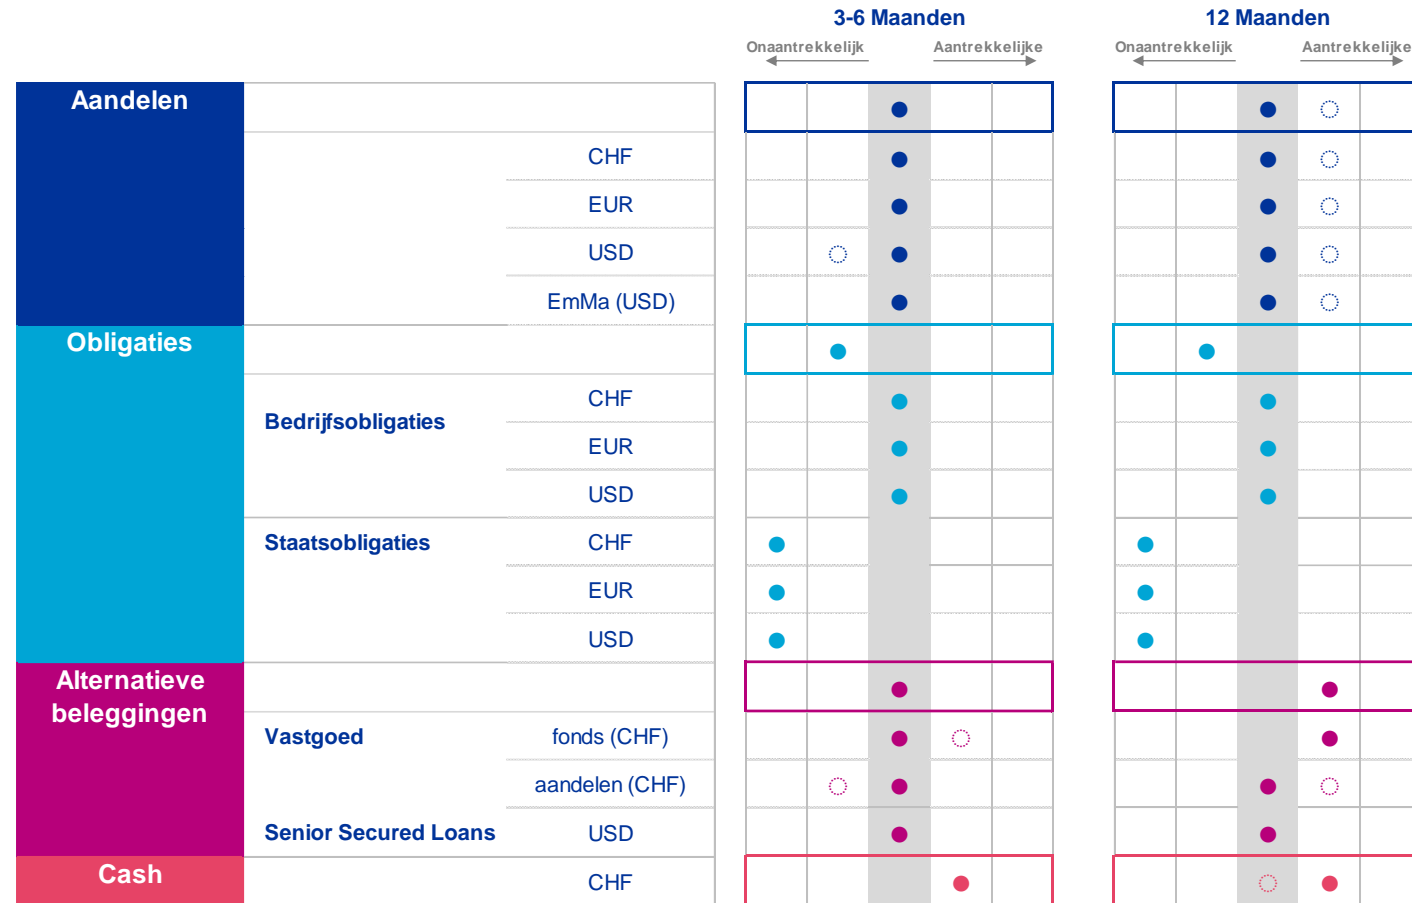 3-6 Maanden
12 Maanden
Onaantrekkelijk
Aantrekkelijke
Onaantrekkelijk
Aantrekkelijke
Aandelen
CHF
EUR
USD
EmMa (USD)
Obligaties
Bedrijfsobligaties
CHF
EUR
USD
Staatsobligaties
CHF
EUR
USD
Alternatieve
beleggingen
Vastgoed
fonds (CHF)
aandelen (CHF)
Senior Secured Loans
USD
Cash
CHF